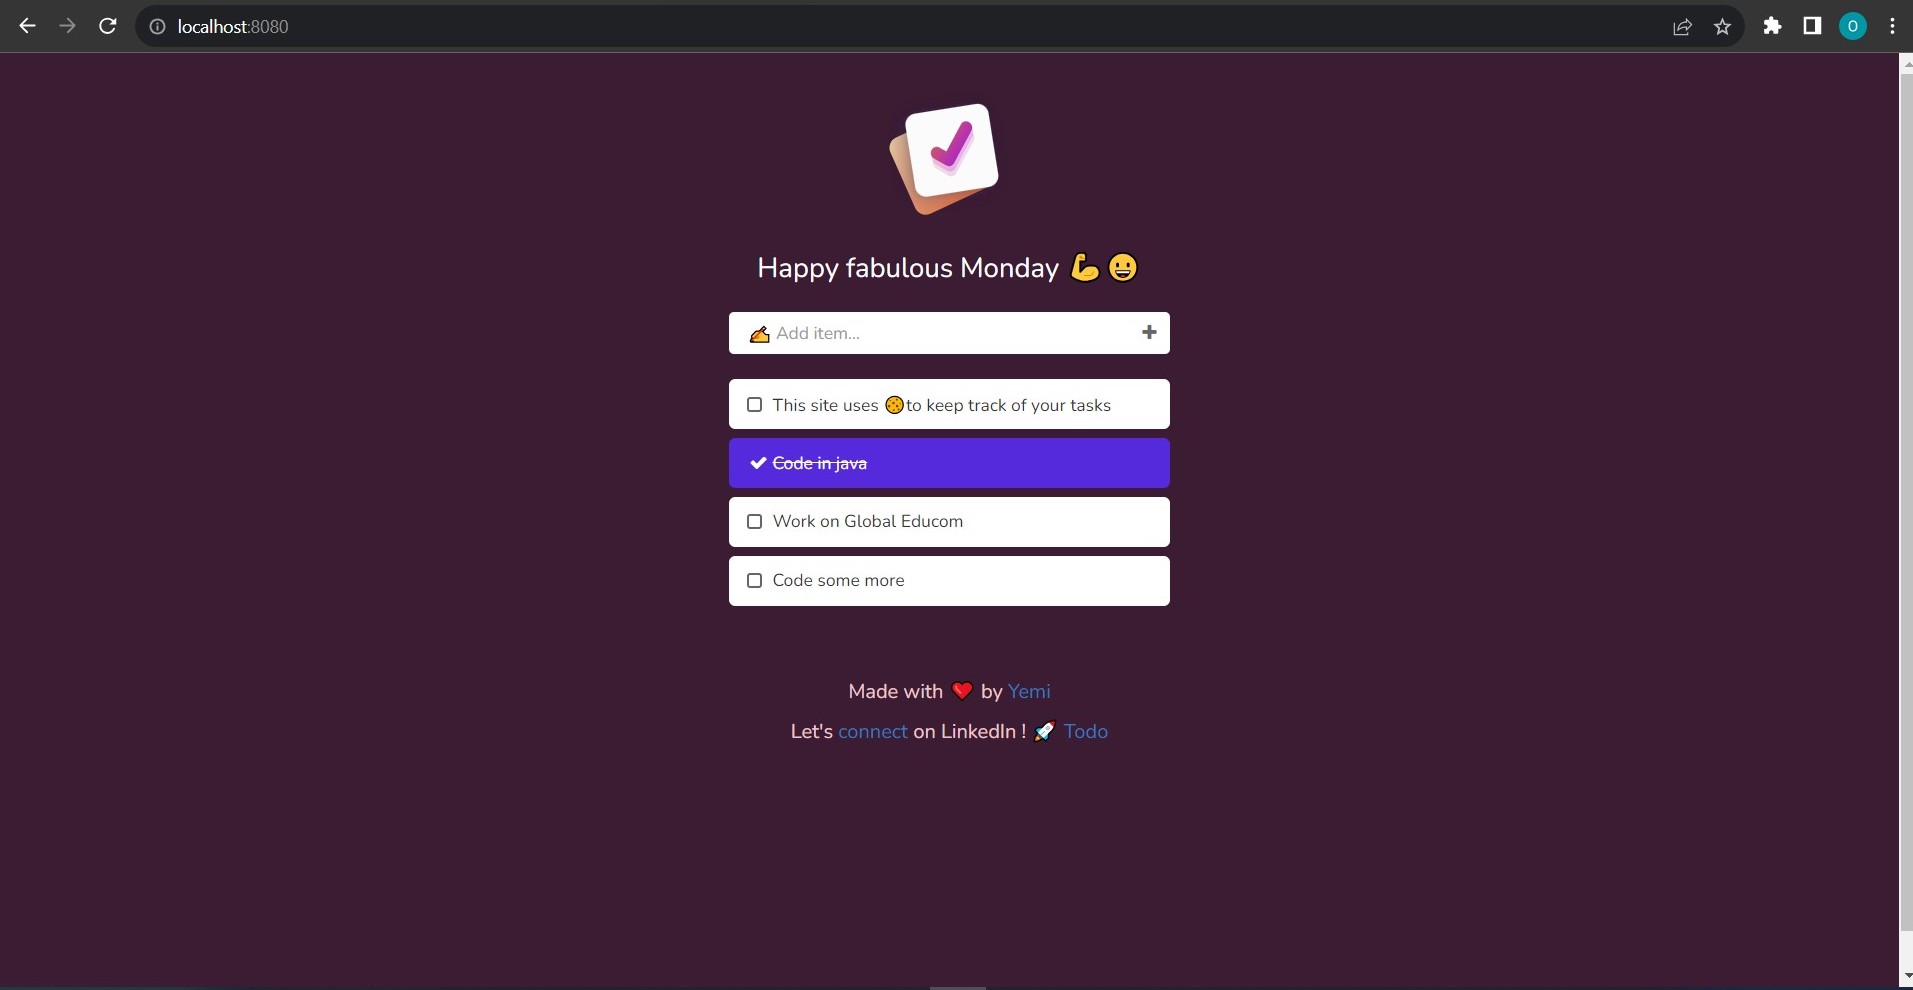 localhost:8080
O
Happy fabulous Monday 💪😀
✍ Add item...
This site uses 🍪to keep track of your tasks
Code in java
Work on Global Educom
Code some more
Made with ❤ by Yemi
Let's connect on LinkedIn ! 🚀 Todo